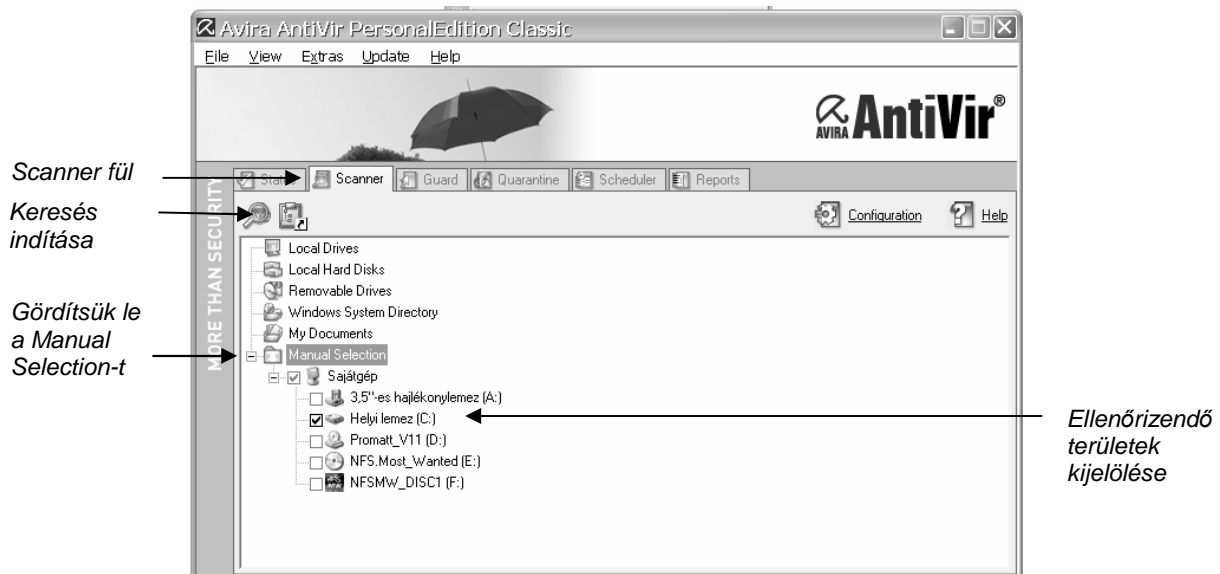 Avira AntiVir PersonalEdition Classic
File View Extras Update Help
AVIRA AntiVir®
Scanner fül
Status Scanner Guard Quarantine Scheduler Reports
Keresés
indítása
Configuration Help
MORE THAN SECURITY
Local Drives
Local Hard Disks
Removable Drives
Windows System Directory
My Documents
Gördítsük le
a Manual
Selection-t
Manual Selection
Sajátgép
3,5''-es hajlékonylemez (A:)
Helyi lemez (C:)
Promatt_V11 (D:)
NFS.Most_Wanted (E:)
NFSMW_DISC1 (F:)
Ellenőrizendő
területek
kijelölése